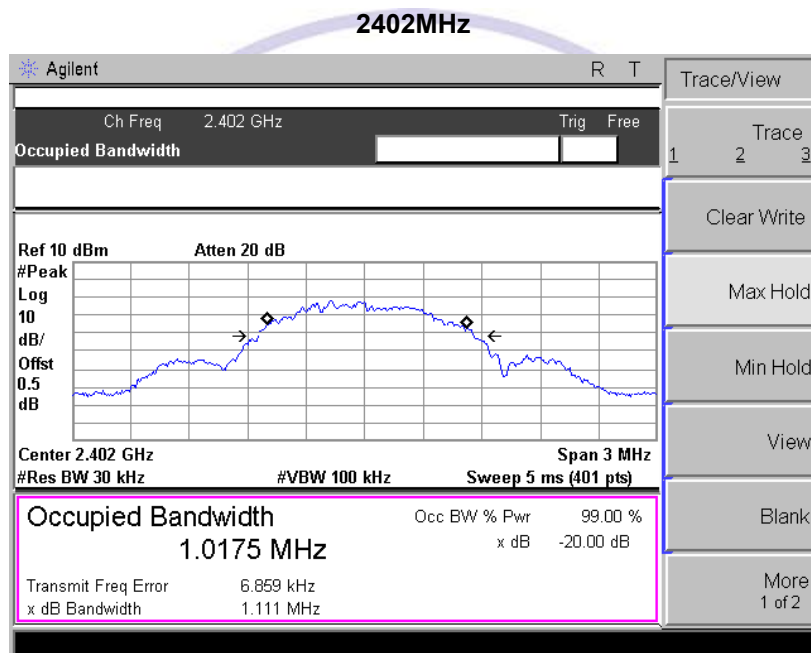 2402MHz
Agilent R T
Ch Freq 2.402 GHz Trig Free
Occupied Bandwidth
Ref 10 dBm Atten 20 dB
#Peak
Log
10
dB/
Offst
0.5
dB
Center 2.402 GHz Span 3 MHz
#Res BW 30 kHz #VBW 100 kHz Sweep 5 ms (401 pts)
Occupied Bandwidth Occ BW % Pwr 99.00 %
1.0175 MHz x dB -20.00 dB
Transmit Freq Error 6.859 kHz
x dB Bandwidth 1.111 MHz
Trace/View
Trace
1 2 3
Clear Write
Max Hold
Min Hold
View
Blank
More
1 of 2